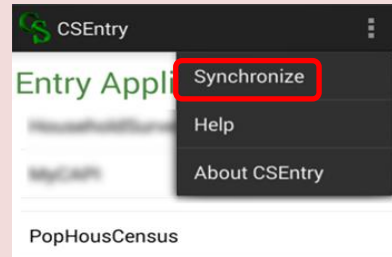 CSEntry
Synchronize
Entry Appli
Help
About CSEntry
PopHousCensus